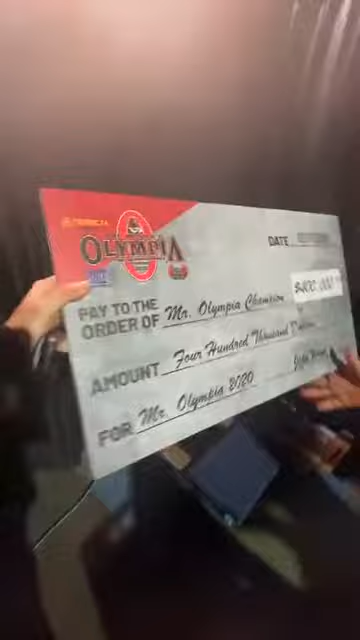 OLYMPIA
DATE
PAY TO THE
ORDER OF Mr. Olympia Champion
$400,000
AMOUNT Four Hundred Thousand
FOR Mr. Olympia 2020